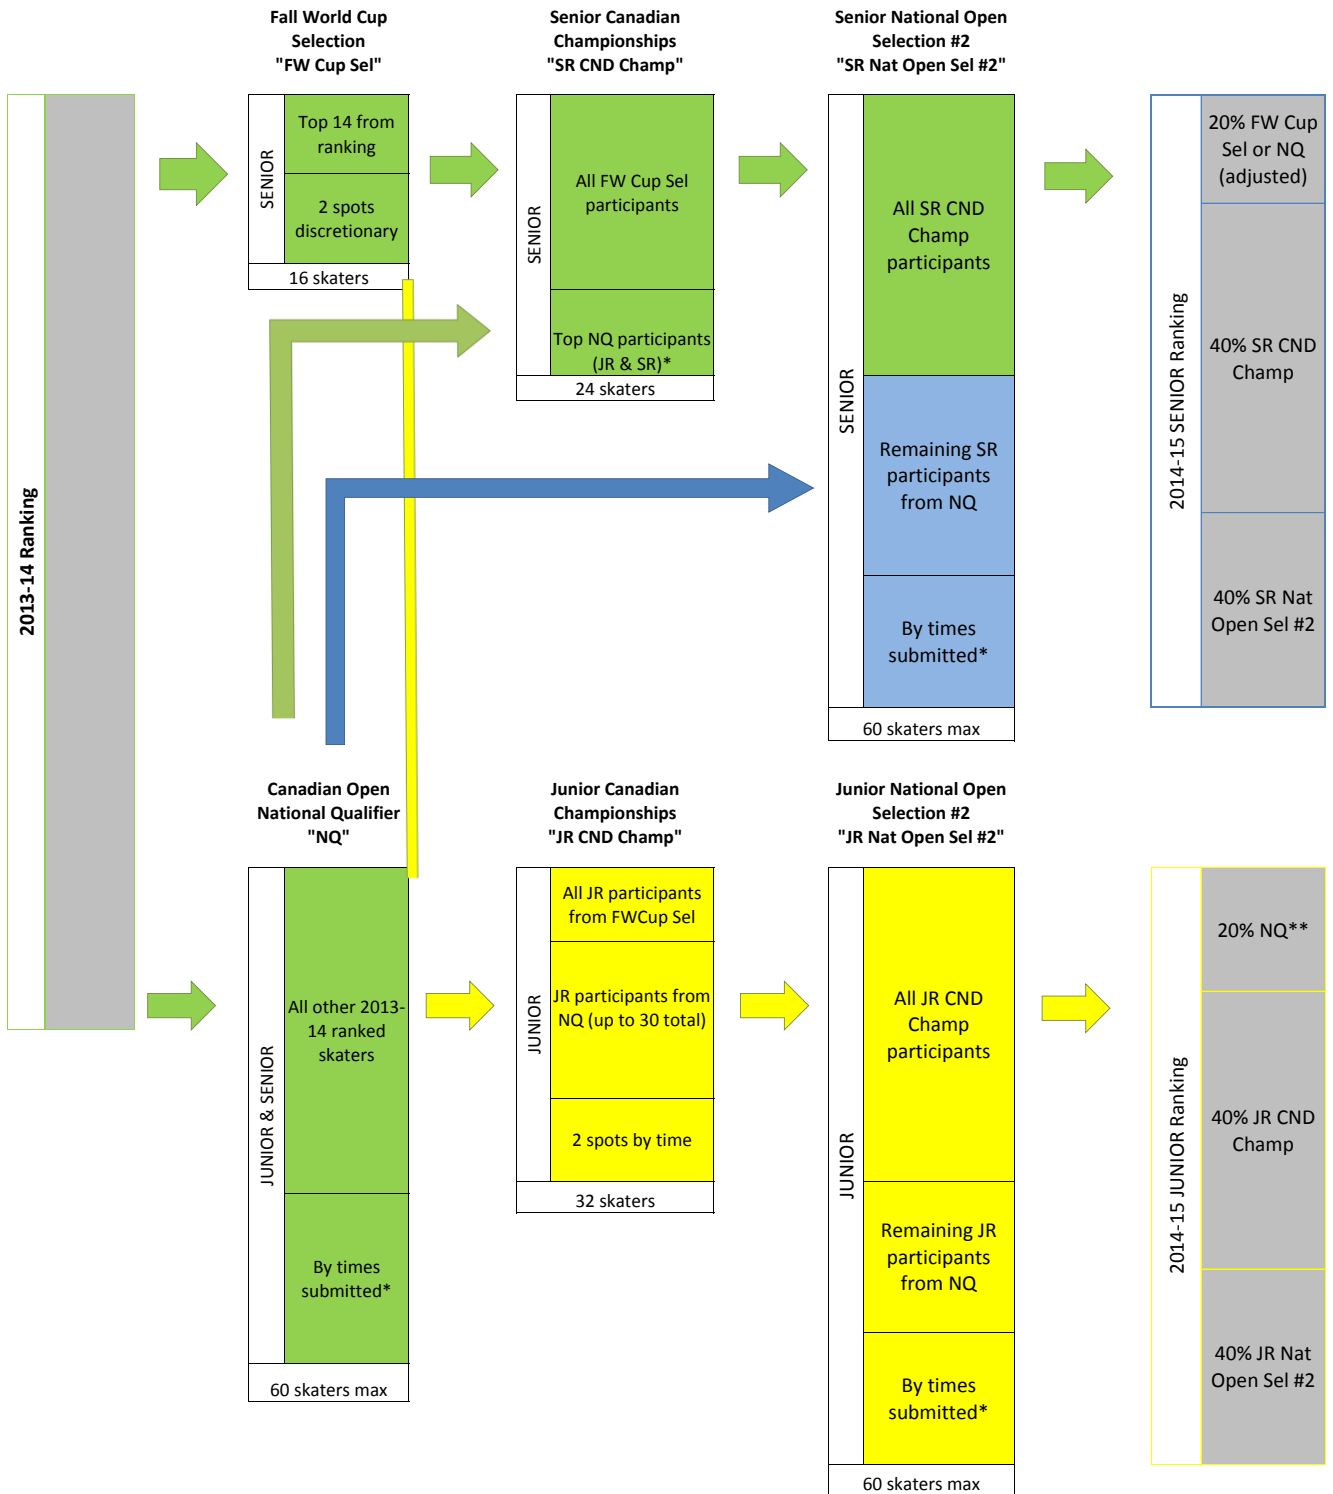 Fall World Cup
Selection
"FW Cup Sel"
Senior Canadian
Championships
"SR CND Champ"
Senior National Open
Selection #2
"SR Nat Open Sel #2"
2013-14 Ranking
SENIOR
Top 14 from
ranking
2 spots
discretionary
16 skaters
SENIOR
All FW Cup Sel
participants
Top NQ participants
(JR & SR)*
24 skaters
SENIOR
All SR CND
Champ
participants
Remaining SR
participants
from NQ
By times
submitted*
60 skaters max
2014-15 SENIOR Ranking
20% FW Cup
Sel or NQ
(adjusted)
40% SR CND
Champ
40% SR Nat
Open Sel #2
Canadian Open
National Qualifier
"NQ"
Junior Canadian
Championships
"JR CND Champ"
Junior National Open
Selection #2
"JR Nat Open Sel #2"
JUNIOR & SENIOR
All other 2013-
14 ranked
skaters
By times
submitted*
60 skaters max
JUNIOR
All JR participants
from FWCup Sel
JR participants from
NQ (up to 30 total)
2 spots by time
32 skaters
JUNIOR
All JR CND
Champ
participants
Remaining JR
participants
from NQ
By times
submitted*
60 skaters max
2014-15 JUNIOR Ranking
20% NQ**
40% JR CND
Champ
40% JR Nat
Open Sel #2